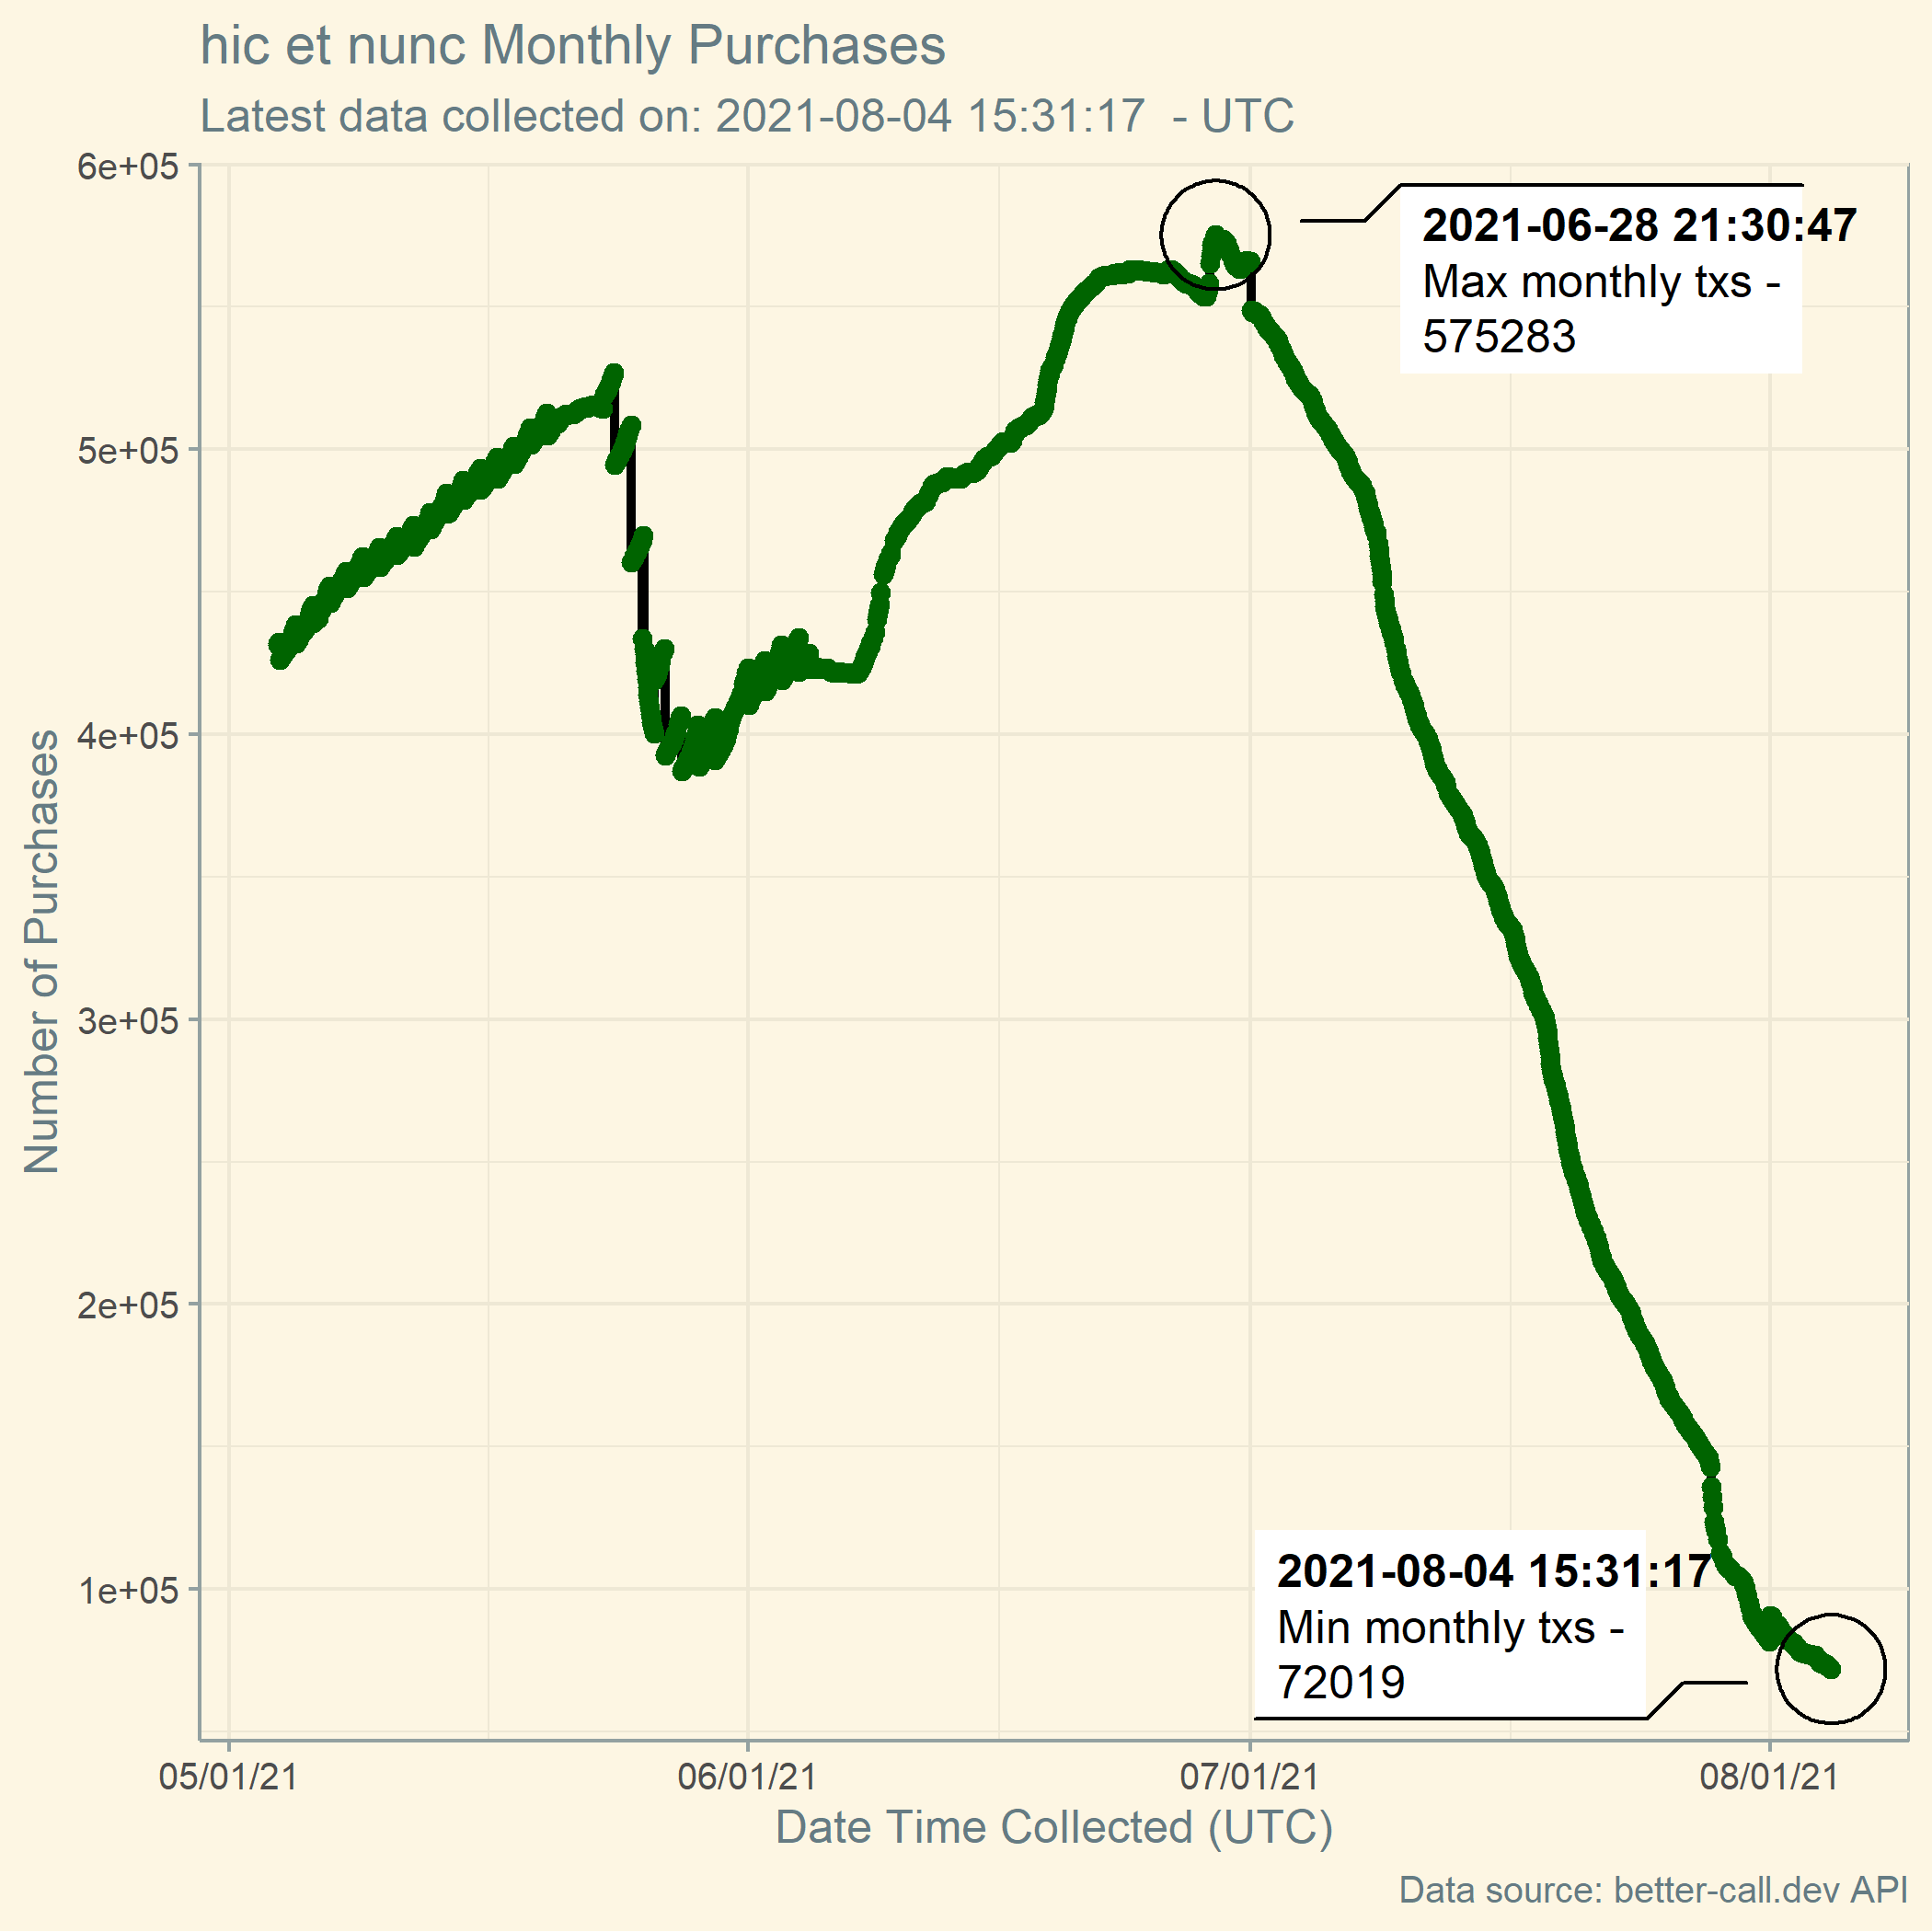 hic et nunc Monthly Purchases
Latest data collected on: 2021-08-04 15:31:17  - UTC
Number of Purchases
6e+05
5e+05
4e+05
3e+05
2e+05
1e+05
2021-06-28 21:30:47
Max monthly txs -
575283
2021-08-04 15:31:17
Min monthly txs -
72019
05/01/21
06/01/21
07/01/21
08/01/21
Date Time Collected (UTC)
Data source: better-call.dev API